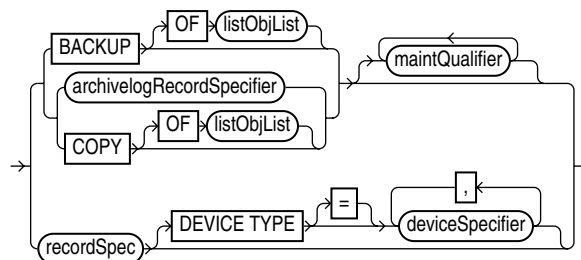 BACKUP OF listObjList
maintQualifier
archivelogRecordSpecifier
COPY OF listObjList
recordSpec DEVICE TYPE = , deviceSpecifier